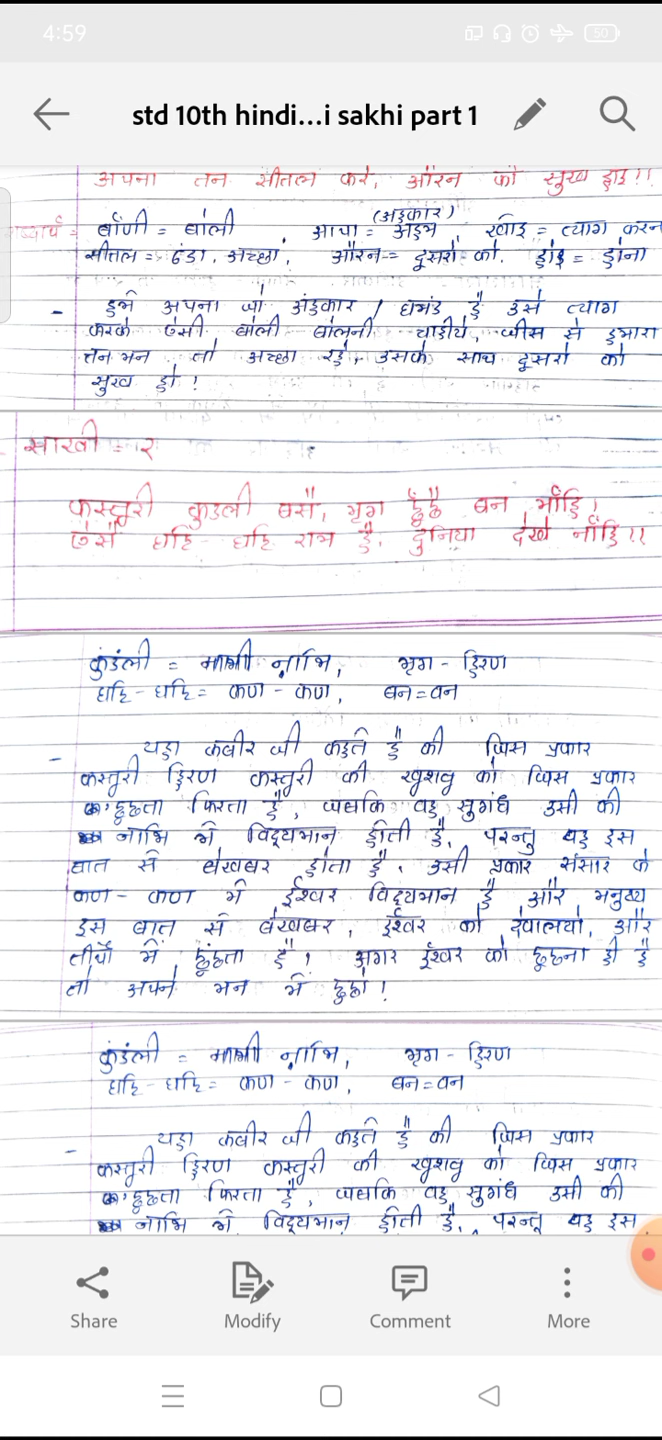 4:59
50
std 10th hindi...i sakhi part 1
अपना तन सीतल करे, औरन को सुख होइ।।
शब्दार्थ = बाँणी = बोली, आपा = अहम (अहंकार), खोइ = त्याग करन
सीतल = ठंडा, अच्छा, औरन = दूसरो को, होइ = होना
- हमे अपना जो अंहकार / घमंड है उसे त्याग
करके ऐसी बोली बोलनी चाहीये, जीस से हमारा
तन मन तो अच्छा रहे, उसके साथ दूसरो को
सुख हो !
साखी = २
कस्तूरी कुडली बसै, मृग ढूँढै बन माँहि।
ऐसै घटि-घटि राम है, दुनिया देखे नाँहि।।
कुंडंली = नाभि, मृग - हिरण
घटि-घटि = कण-कण, बन = वन
- यहा कबीर जी कहते है की जिस प्रकार
कस्तूरी हिरण कस्तूरी की खुशबू को जिस प्रकार
ढुढता फिरता है, जबकि वह सुगंध उसी की
नाभि मे विद्यमान होती है, परन्तु वह इस
बात से बेखबर होता है, उसी प्रकार संसार के
कण-कण में ईश्वर विद्यमान है और मनुष्य
इस बात से बेखबर, ईश्वर को देवालयो, और
तीर्थो में ढूंढता है। अगर ईश्वर को ढुढना ही है
तो अपने मन में ढुढो !
कुंडंली = नाभि, मृग - हिरण
घटि-घटि = कण-कण, बन = वन
- यहा कबीर जी कहते है की जिस प्रकार
कस्तूरी हिरण कस्तूरी की खुशबू को जिस प्रकार
ढुढता फिरता है, जबकि वह सुगंध उसी की
नाभि मे विद्यमान होती है, परन्तु वह इस
Share Modify Comment More